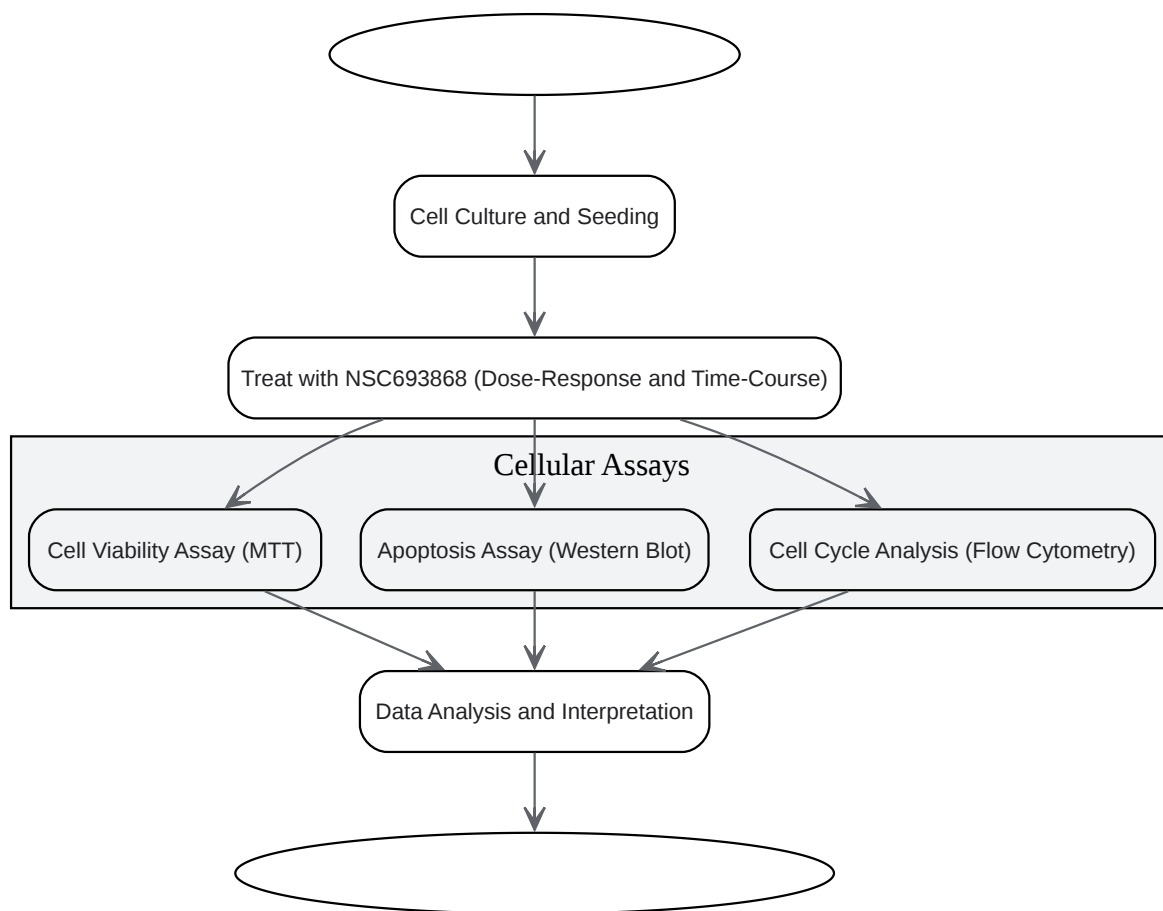 Cell Culture and Seeding
Treat with NSC693868 (Dose-Response and Time-Course)
Cellular Assays
Cell Viability Assay (MTT)
Apoptosis Assay (Western Blot)
Cell Cycle Analysis (Flow Cytometry)
Data Analysis and Interpretation